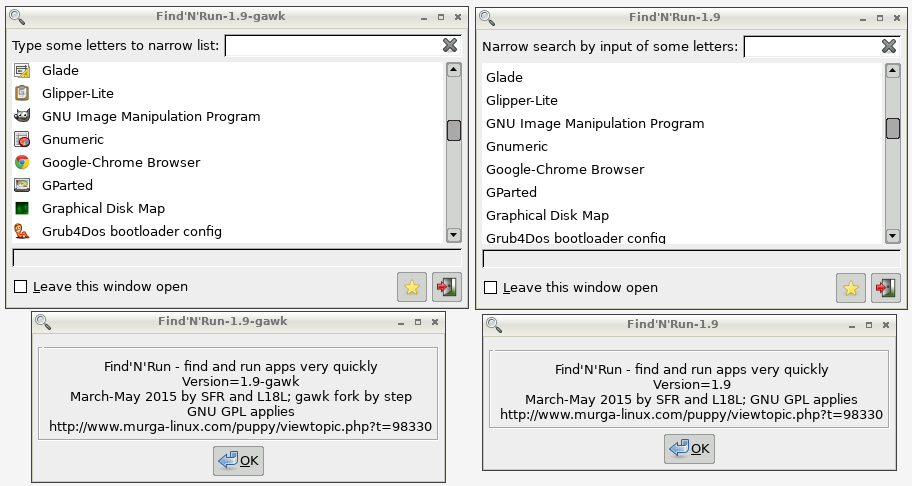 Find'N'Run-1.9-gawk
Type some letters to narrow list:
Glade
Glipper-Lite
GNU Image Manipulation Program
Gnumeric
Google-Chrome Browser
GParted
Graphical Disk Map
Grub4Dos bootloader config
Leave this window open
Find'N'Run-1.9
Narrow search by input of some letters:
Glade
Glipper-Lite
GNU Image Manipulation Program
Gnumeric
Google-Chrome Browser
GParted
Graphical Disk Map
Grub4Dos bootloader config
Leave this window open
Find'N'Run-1.9-gawk
Find'N'Run - find and run apps very quickly
Version=1.9-gawk
March-May 2015 by SFR and L18L; gawk fork by step
GNU GPL applies
http://www.murga-linux.com/puppy/viewtopic.php?t=98330
OK
Find'N'Run-1.9
Find'N'Run - find and run apps very quickly
Version=1.9
March-May 2015 by SFR and L18L; GNU GPL applies
http://www.murga-linux.com/puppy/viewtopic.php?t=98330
OK